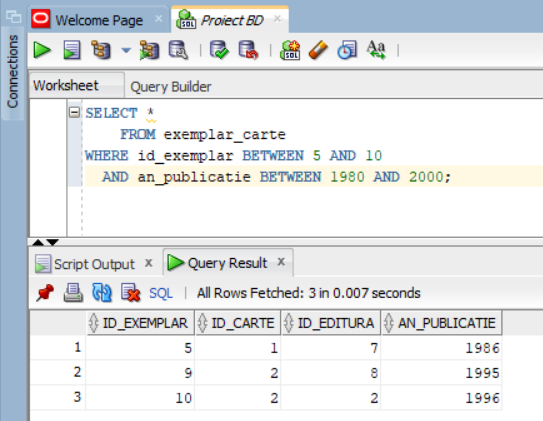 Welcome Page × Proiect BD ×
Connections
Worksheet Query Builder
SELECT *
FROM exemplar_carte
WHERE id_exemplar BETWEEN 5 AND 10
AND an_publicatie BETWEEN 1980 AND 2000;
Script Output × Query Result ×
SQL | All Rows Fetched: 3 in 0.007 seconds
ID_EXEMPLAR ID_CARTE ID_EDITURA AN_PUBLICATIE
1 5 1 7 1986
2 9 2 8 1995
3 10 2 2 1996